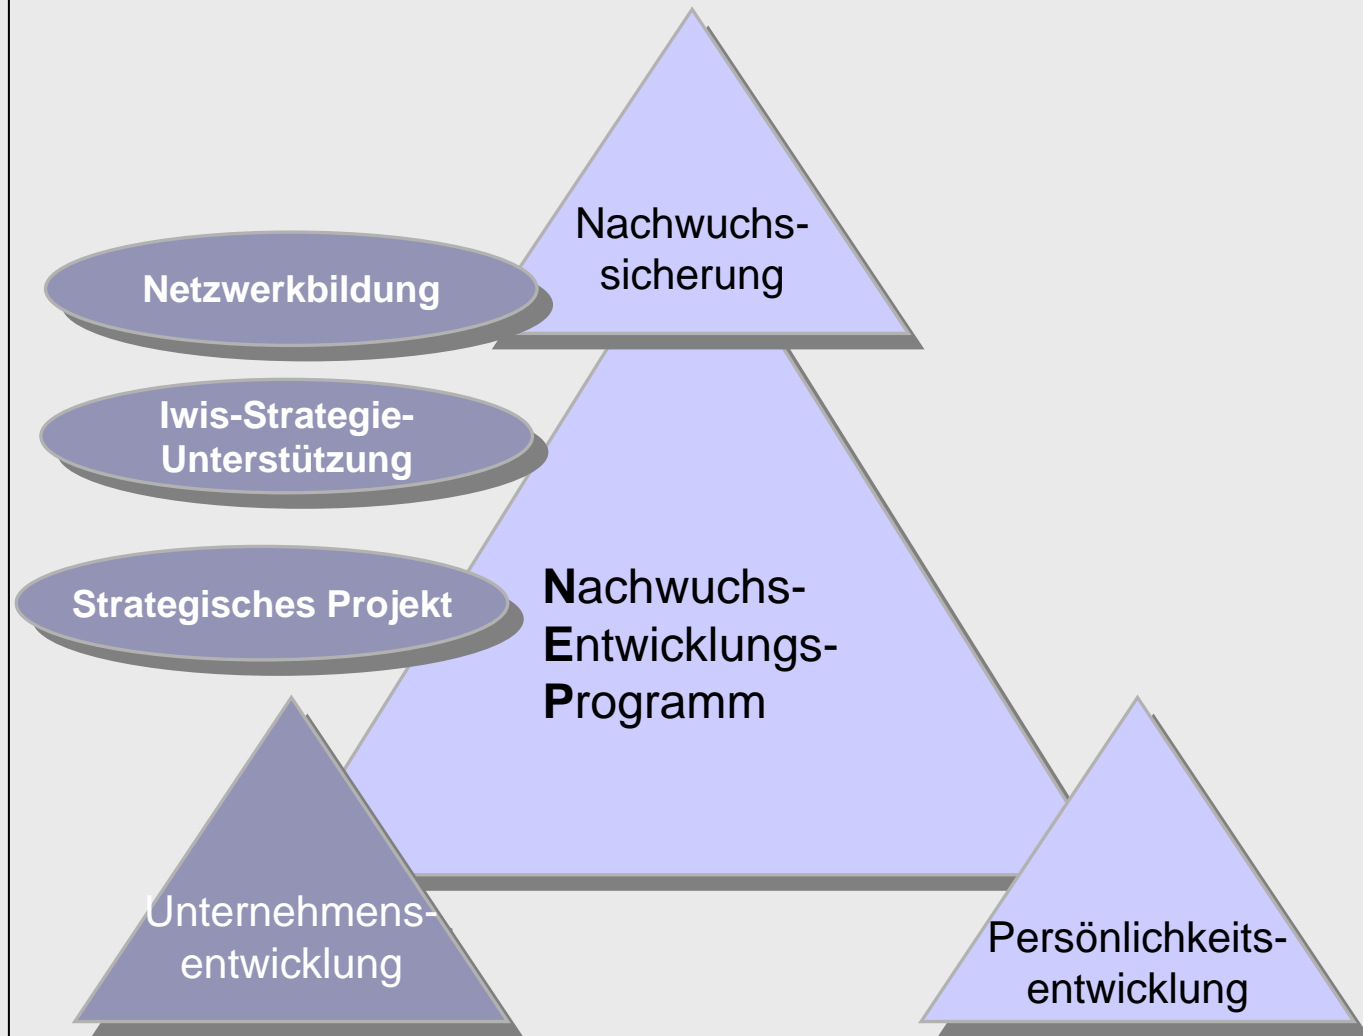 Nachwuchs-
sicherung
Netzwerkbildung
Iwis-Strategie-
Unterstützung
Strategisches Projekt
Nachwuchs-
Entwicklungs-
Programm
Unternehmens-
entwicklung
Persönlichkeits-
entwicklung